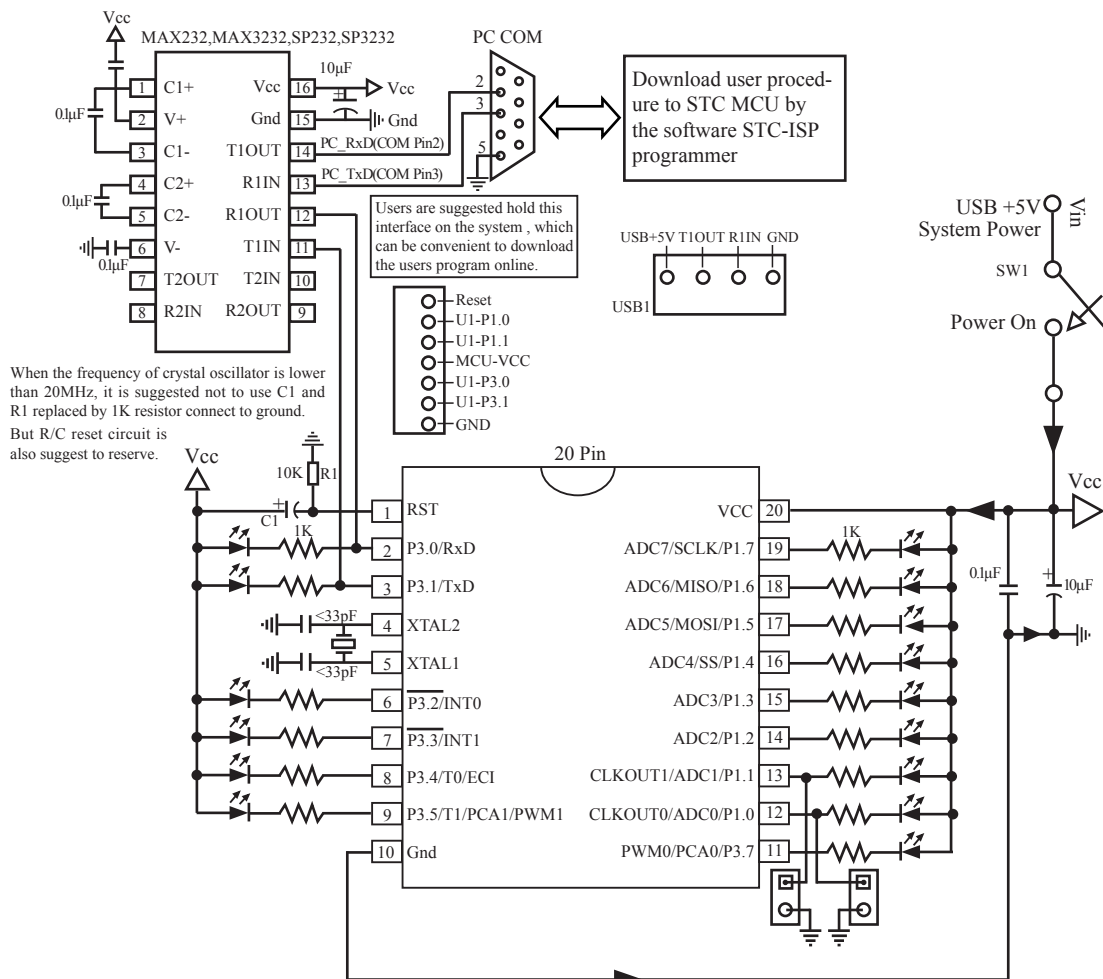 Vcc
MAX232,MAX3232,SP232,SP3232
PC COM
1 C1+
2 V+
3 C1-
4 C2+
5 C2-
6 V-
7 T2OUT
8 R2IN
Vcc 16
Gnd 15
T1OUT 14
R1IN 13
R1OUT 12
T1IN 11
T2IN 10
R2OUT 9
0.1μF
0.1μF
0.1μF
10μF
+
Vcc
Gnd
PC_RxD(COM Pin2)
PC_TxD(COM Pin3)
2
3
5
Download user proced-
ure to STC MCU by
the software STC-ISP
programmer
Users are suggested hold this
interface on the system , which
can be convenient to download
the users program online.
USB+5V T1OUT R1IN GND
USB1
USB +5V
System Power
Vin
SW1
Power On
Reset
U1-P1.0
U1-P1.1
MCU-VCC
U1-P3.0
U1-P3.1
GND
When the frequency of crystal oscillator is lower
than 20MHz, it is suggested not to use C1 and
R1 replaced by 1K resistor connect to ground.
But R/C reset circuit is
also suggest to reserve.
Vcc
10K
R1
+
C1
1K
<33pF
<33pF
20 Pin
1 RST
2 P3.0/RxD
3 P3.1/TxD
4 XTAL2
5 XTAL1
6 P3.2/INT0
7 P3.3/INT1
8 P3.4/T0/ECI
9 P3.5/T1/PCA1/PWM1
10 Gnd
VCC 20
ADC7/SCLK/P1.7 19
ADC6/MISO/P1.6 18
ADC5/MOSI/P1.5 17
ADC4/SS/P1.4 16
ADC3/P1.3 15
ADC2/P1.2 14
CLKOUT1/ADC1/P1.1 13
CLKOUT0/ADC0/P1.0 12
PWM0/PCA0/P3.7 11
1K
Vcc
0.1μF
+
10μF